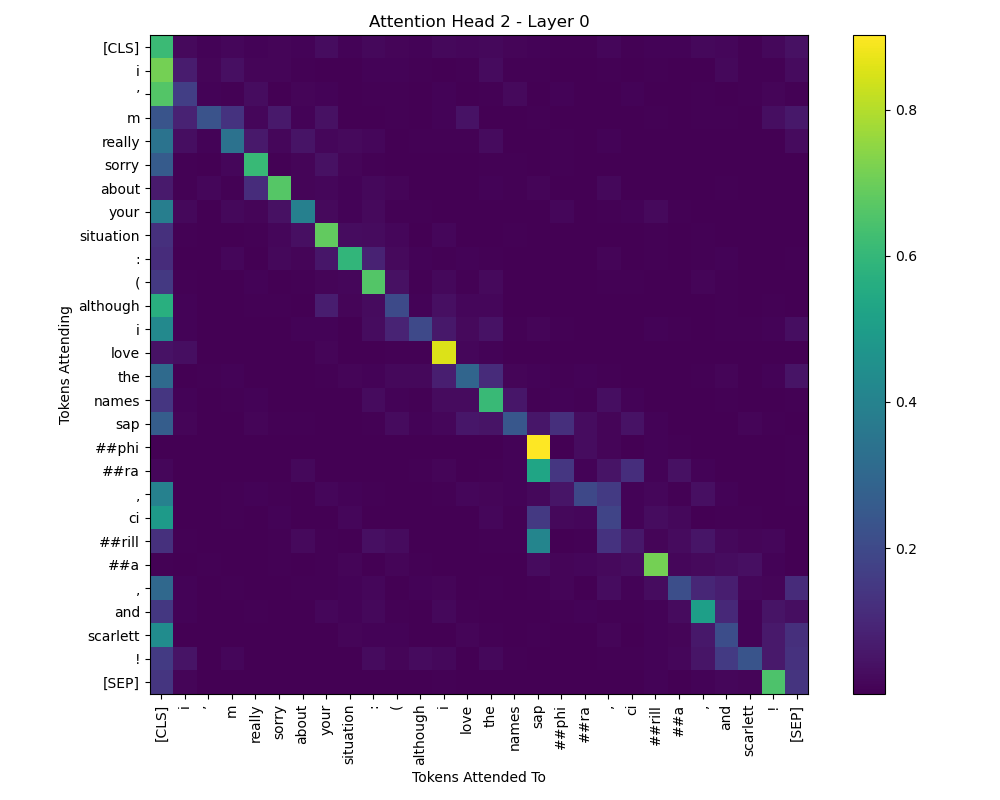 Attention Head 2 - Layer 0
[CLS]
i
’
m
really
sorry
about
your
situation
:
(
although
i
love
the
names
sap
##phi
##ra
,
ci
##rill
##a
,
and
scarlett
!
[SEP]
Tokens Attending
[CLS]
i
’
m
really
sorry
about
your
situation
:
(
although
i
love
the
names
sap
##phi
##ra
,
ci
##rill
##a
,
and
scarlett
!
[SEP]
Tokens Attended To
0.8
0.6
0.4
0.2